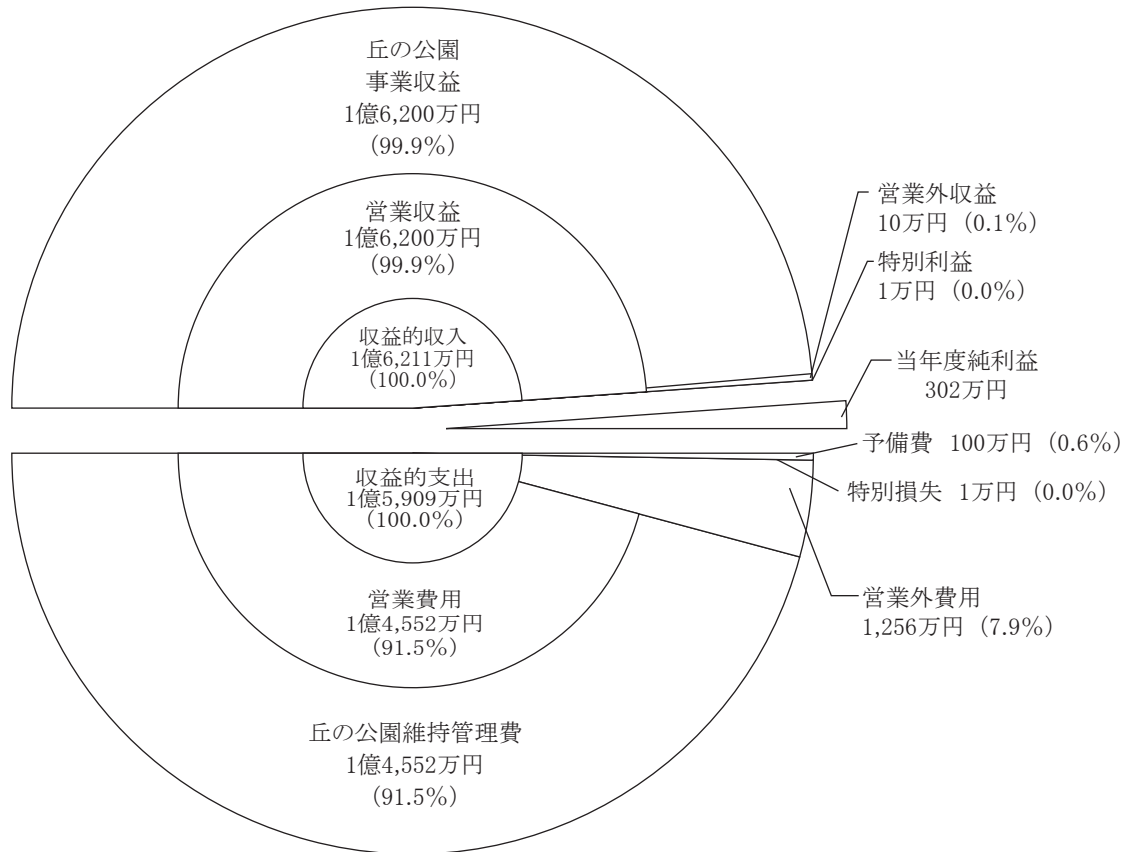 丘の公園
事業収益
1億6,200万円
(99.9%)
営業収益
1億6,200万円
(99.9%)
収益的収入
1億6,211万円
(100.0%)
営業外収益
10万円 (0.1%)
特別利益
1万円 (0.0%)
当年度純利益
302万円
予備費 100万円 (0.6%)
特別損失 1万円 (0.0%)
営業外費用
1,256万円 (7.9%)
収益的支出
1億5,909万円
(100.0%)
営業費用
1億4,552万円
(91.5%)
丘の公園維持管理費
1億4,552万円
(91.5%)